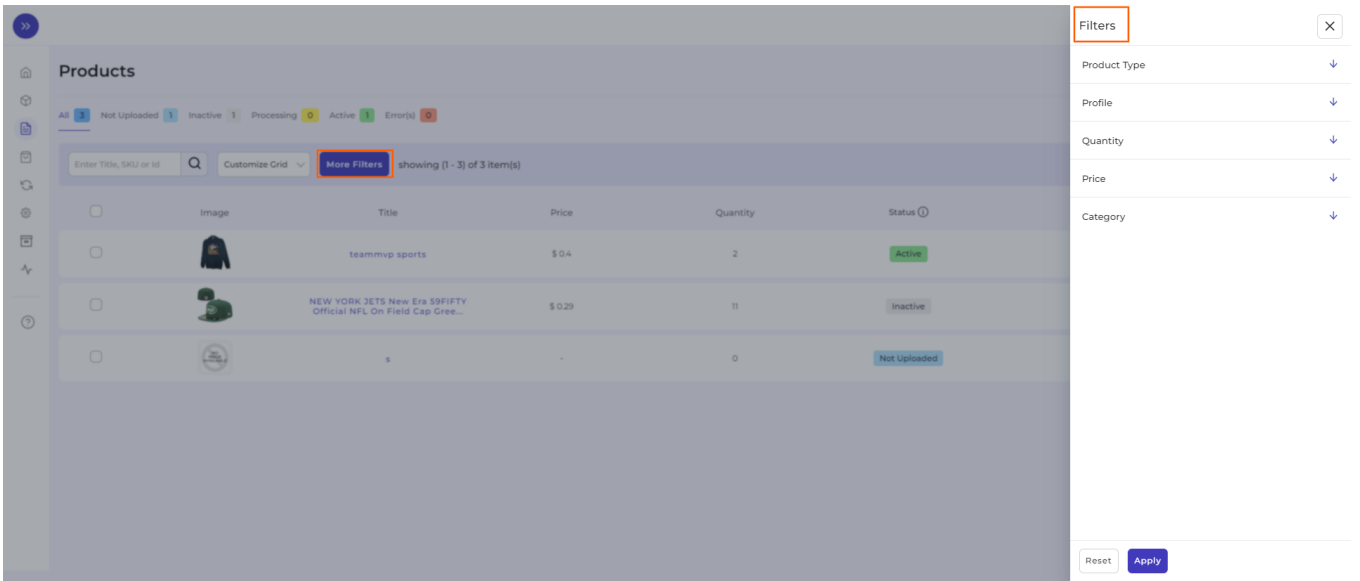 Filters
Products
Product Type
Profile
All 3 Not Uploaded 1 Inactive 1 Processing 0 Active 1 Error(s) 0
Quantity
Enter Title, SKU or Id Customize Grid More Filters showing (1 - 3) of 3 item(s)
Price
Image Title Price Quantity Status
Category
teammvp sports $ 0.4 2 Active
NEW YORK JETS New Era 59FIFTY
Official NFL On Field Cap Gree... $ 0.29 11 Inactive
s - 0 Not Uploaded
Reset Apply